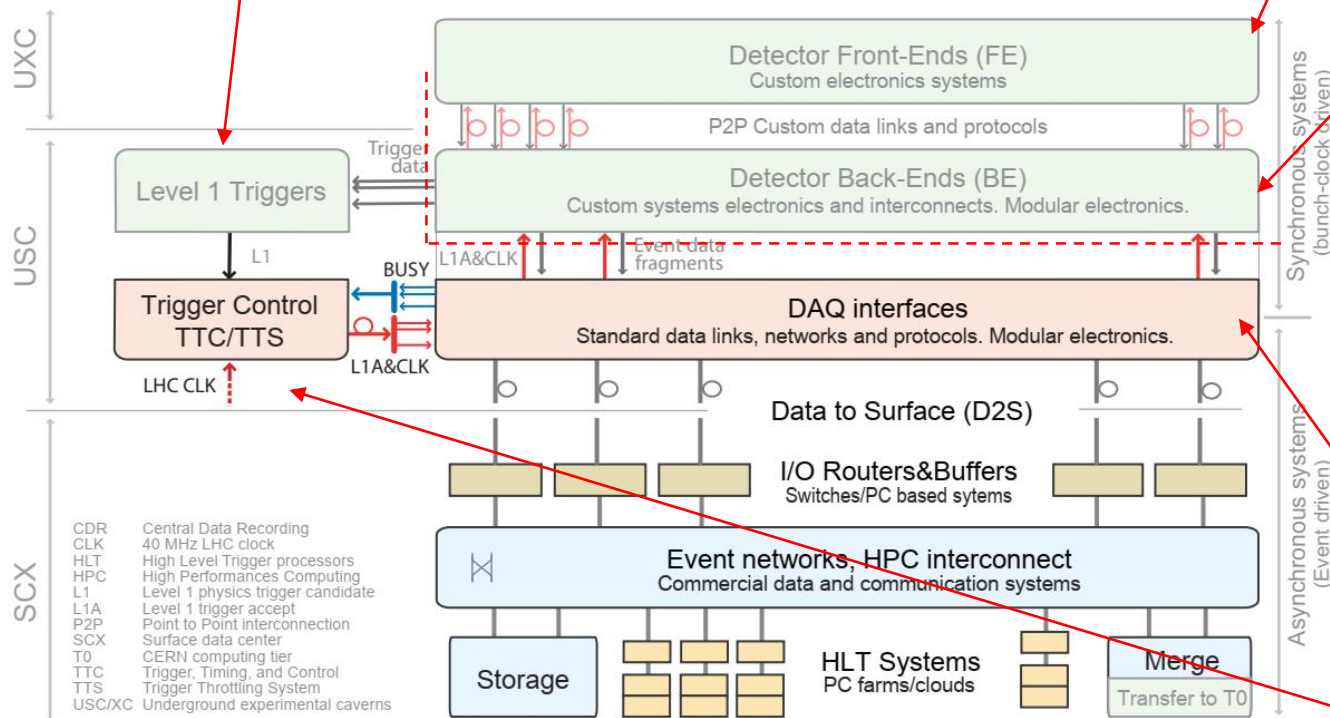 UXC
USC
SCX
Detector Front-Ends (FE)
Custom electronics systems
P2P Custom data links and protocols
Trigger
data
Level 1 Triggers
Detector Back-Ends (BE)
Custom systems electronics and interconnects. Modular electronics.
L1
BUSY
L1A&CLK
Event data
fragments
Trigger Control
TTC/TTS
DAQ interfaces
Standard data links, networks and protocols. Modular electronics.
L1A&CLK
LHC CLK
Data to Surface (D2S)
I/O Routers&Buffers
Switches/PC based sytems
Event networks, HPC interconnect
Commercial data and communication systems
Storage
HLT Systems
PC farms/clouds
Merge
Transfer to T0
CDR Central Data Recording
CLK 40 MHz LHC clock
HLT High Level Trigger processors
HPC High Performances Computing
L1 Level 1 physics trigger candidate
L1A Level 1 trigger accept
P2P Point to Point interconnection
SCX Surface data center
T0 CERN computing tier
TTC Trigger, Timing, and Control
TTS Trigger Throttling System
USC/XC Underground experimental caverns
Synchronous systems
(bunch-clock driven)
Asynchronous systems
(Event driven)